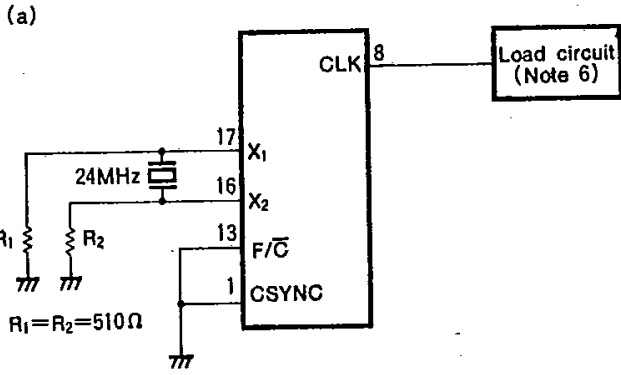 (a)
CLK
8
Load circuit
(Note 6)
17
X₁
24MHz
16
X₂
R₁
R₂
13
F/C̅
1
CSYNC
R₁=R₂=510Ω